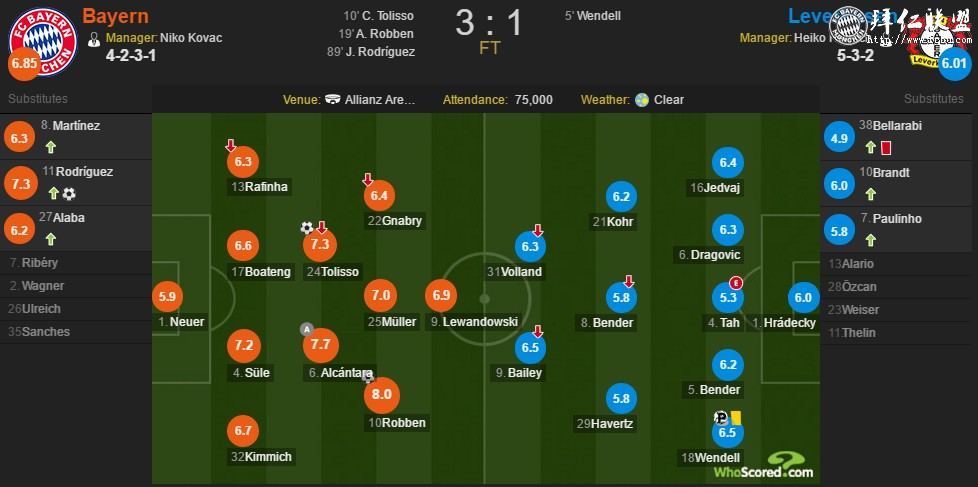 Bayern
Manager: Niko Kovac
4-2-3-1
6.85
10' C. Tolisso
19' A. Robben
89' J. Rodríguez
3 : 1
FT
5' Wendell
Manager: Heiko
5-3-2
6.01
拜仁联盟
Leverkusen
Substitutes
Venue: Allianz Are... Attendance: 75,000 Weather: Clear
Substitutes
6.3 8. Martínez
7.3 11 Rodríguez
6.2 27 Alaba
7. Ribéry
2. Wagner
26 Ulreich
35 Sanches
5.9
1. Neuer
6.3
13 Rafinha
6.6
17 Boateng
7.2
4. Süle
6.7
32 Kimmich
7.3
24 Tolisso
A
7.7
6. Alcántara
6.4
22 Gnabry
7.0
25 Müller
8.0
10 Robben
6.9
9. Lewandowski
6.3
31 Volland
6.5
9. Bailey
6.2
21 Kohr
5.8
8. Bender
5.8
29 Havertz
6.4
16 Jedvaj
6.3
6. Dragovic
E
5.3
4. Tah
6.2
5. Bender
P
6.5
18 Wendell
6.0
1. Hrádecky
4.9 38 Bellarabi
6.0 10 Brandt
5.8 7. Paulinho
13 Alario
28 Özcan
23 Weiser
11 Thelin
WhoScored.com